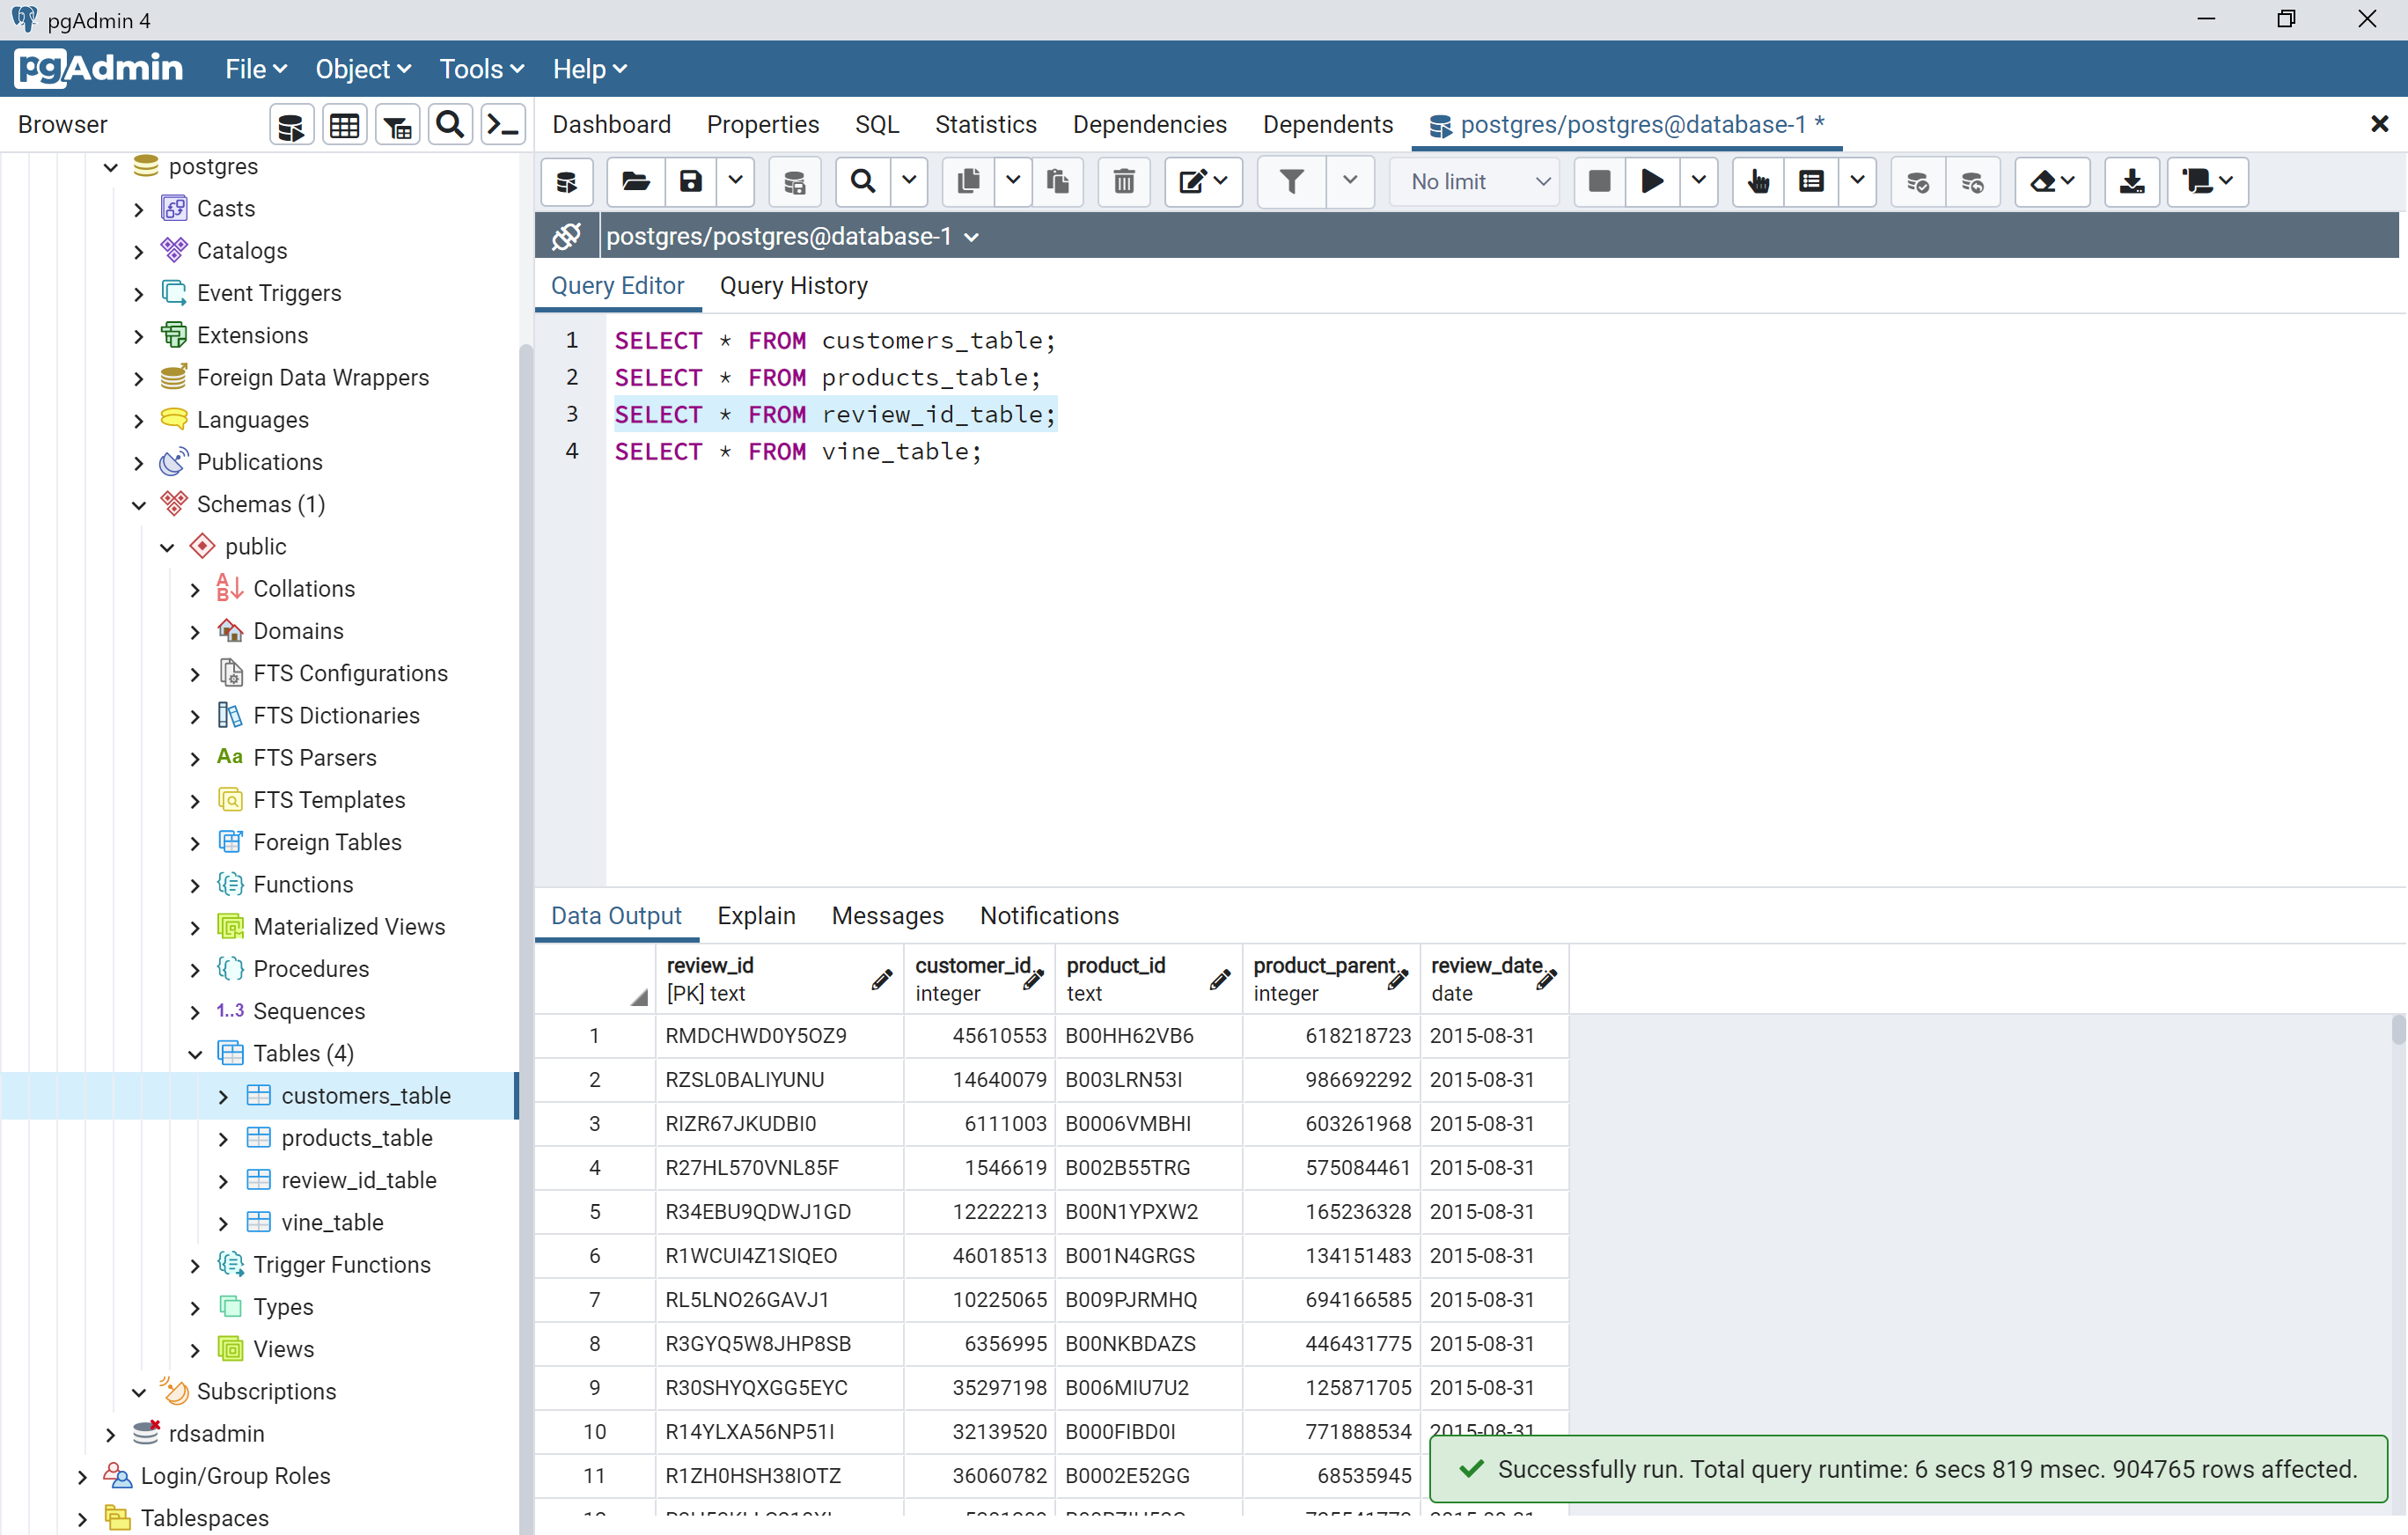 pgAdmin 4
pgAdmin File Object Tools Help
Browser
Dashboard Properties SQL Statistics Dependencies Dependents postgres/postgres@database-1 *
No limit
postgres/postgres@database-1
Query Editor Query History
1 SELECT * FROM customers_table;
2 SELECT * FROM products_table;
3 SELECT * FROM review_id_table;
4 SELECT * FROM vine_table;
postgres
Casts
Catalogs
Event Triggers
Extensions
Foreign Data Wrappers
Languages
Publications
Schemas (1)
public
Collations
Domains
FTS Configurations
FTS Dictionaries
Aa FTS Parsers
FTS Templates
Foreign Tables
Functions
Materialized Views
Procedures
1..3 Sequences
Tables (4)
customers_table
products_table
review_id_table
vine_table
Trigger Functions
Types
Views
Subscriptions
rdsadmin
Login/Group Roles
Tablespaces
Data Output Explain Messages Notifications
review_id customer_id product_id product_parent review_date
[PK] text integer text integer date
1 RMDCHWD0Y5OZ9 45610553 B00HH62VB6 618218723 2015-08-31
2 RZSL0BALIYUNU 14640079 B003LRN53I 986692292 2015-08-31
3 RIZR67JKUDBI0 6111003 B0006VMBHI 603261968 2015-08-31
4 R27HL570VNL85F 1546619 B002B55TRG 575084461 2015-08-31
5 R34EBU9QDWJ1GD 12222213 B00N1YPXW2 165236328 2015-08-31
6 R1WCUI4Z1SIQEO 46018513 B001N4GRGS 134151483 2015-08-31
7 RL5LNO26GAVJ1 10225065 B009PJRMHQ 694166585 2015-08-31
8 R3GYQ5W8JHP8SB 6356995 B00NKBDAZS 446431775 2015-08-31
9 R30SHYQXGG5EYC 35297198 B006MIU7U2 125871705 2015-08-31
10 R14YLXA56NP51I 32139520 B000FIBD0I 771888534 2015-08-31
11 R1ZH0HSH38IOTZ 36060782 B0002E52GG 68535945
Successfully run. Total query runtime: 6 secs 819 msec. 904765 rows affected.